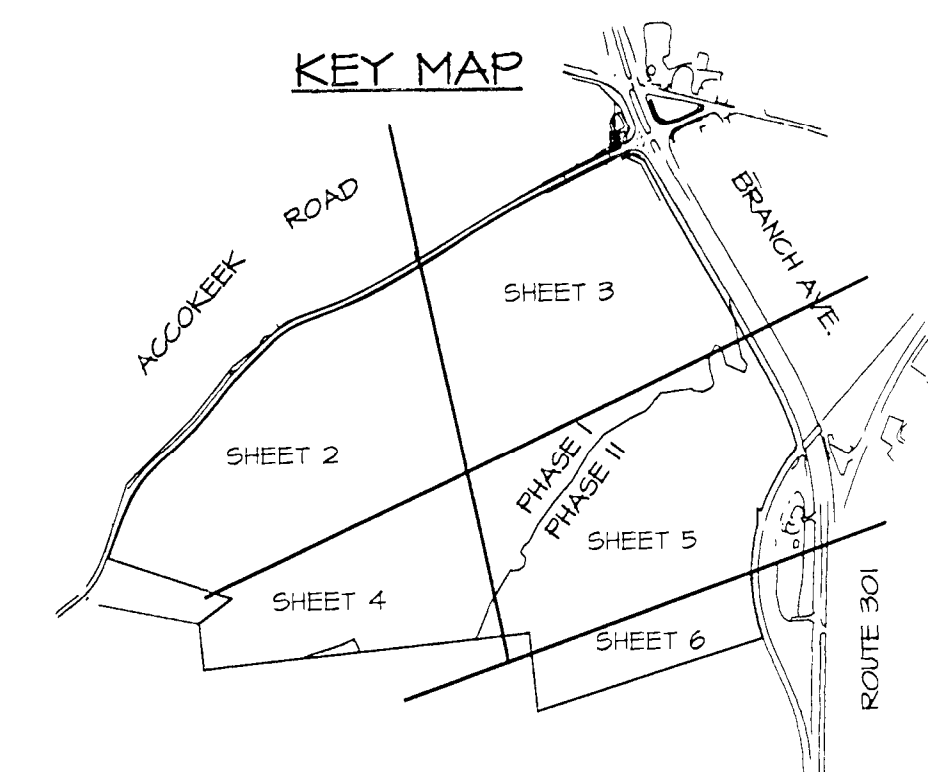 KEY MAP
ACCOKEEK ROAD
BRANCH AVE.
SHEET 3
SHEET 2
PHASE I
PHASE II
SHEET 5
SHEET 4
SHEET 6
ROUTE 301